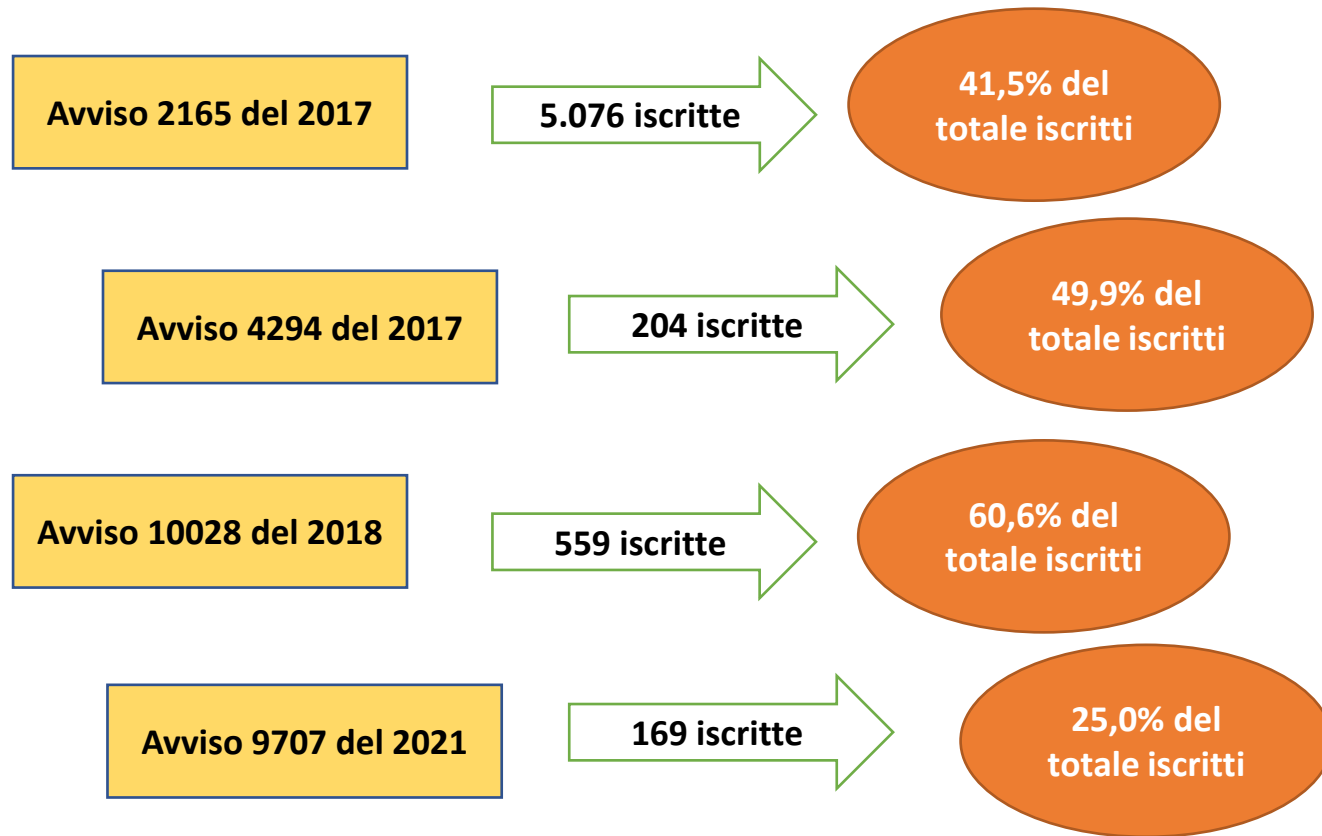 Avviso 2165 del 2017
5.076 iscritte
41,5% del
totale iscritti
Avviso 4294 del 2017
204 iscritte
49,9% del
totale iscritti
Avviso 10028 del 2018
559 iscritte
60,6% del
totale iscritti
Avviso 9707 del 2021
169 iscritte
25,0% del
totale iscritti